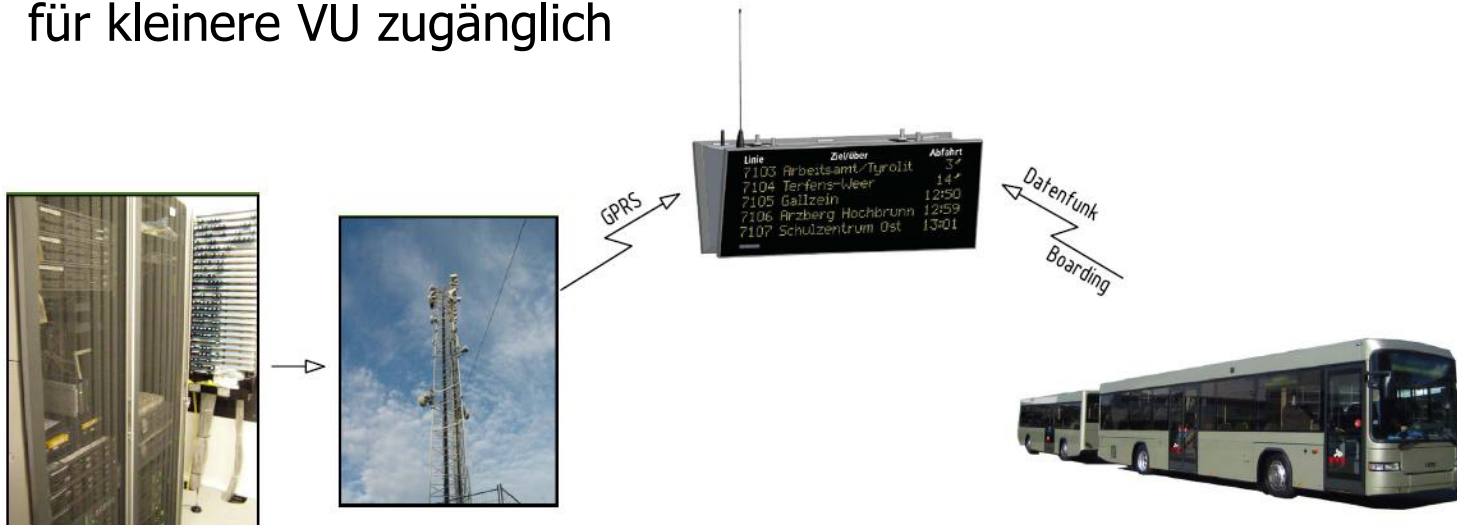 für kleinere VU zugänglich
Linie Ziel/über Abfahrt
7103 Arbeitsamt/Tyrolit 3
7104 Terfens-Weer 14
7105 Gallzein 12:50
7106 Arzberg Hochbrunn 12:59
7107 Schulzentrum Ost 13:01
GPRS
Datenfunk
Boarding